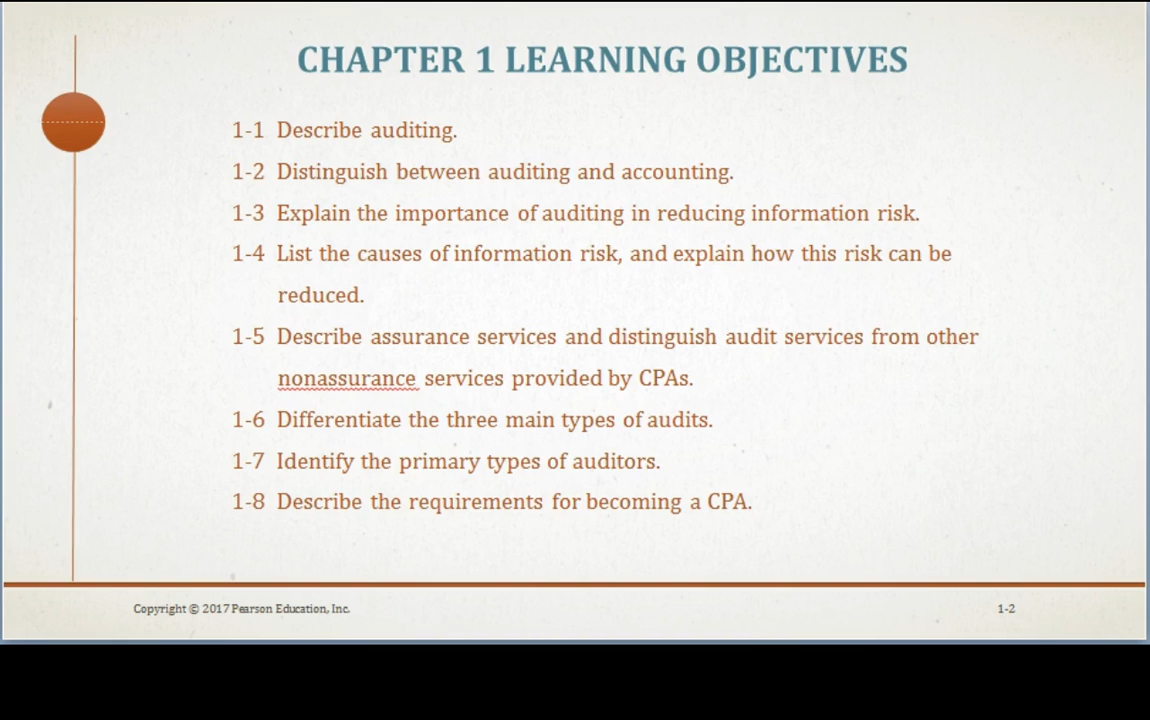 CHAPTER 1 LEARNING OBJECTIVES
1-1 Describe auditing.
1-2 Distinguish between auditing and accounting.
1-3 Explain the importance of auditing in reducing information risk.
1-4 List the causes of information risk, and explain how this risk can be
reduced.
1-5 Describe assurance services and distinguish audit services from other
nonassurance services provided by CPAs.
1-6 Differentiate the three main types of audits.
1-7 Identify the primary types of auditors.
1-8 Describe the requirements for becoming a CPA.
Copyright © 2017 Pearson Education, Inc.
1-2